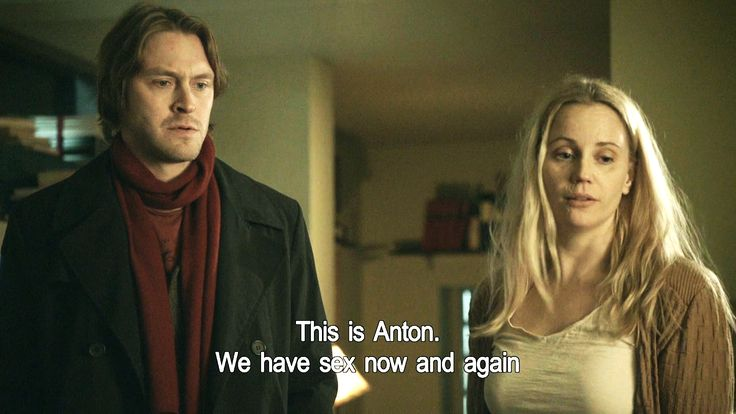 This is Anton.
We have sex now and again